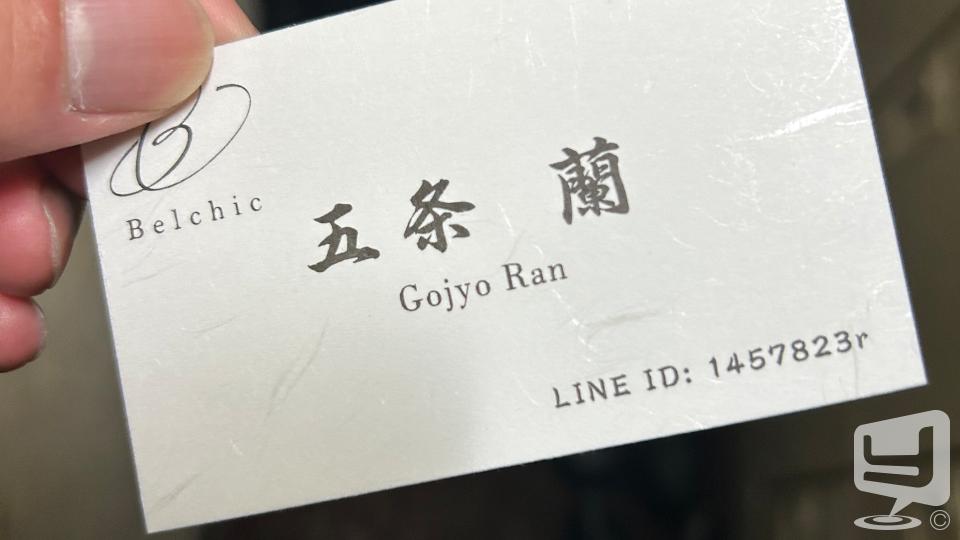 Belchic
五条 蘭
Gojyo Ran
LINE ID: 1457823r
©